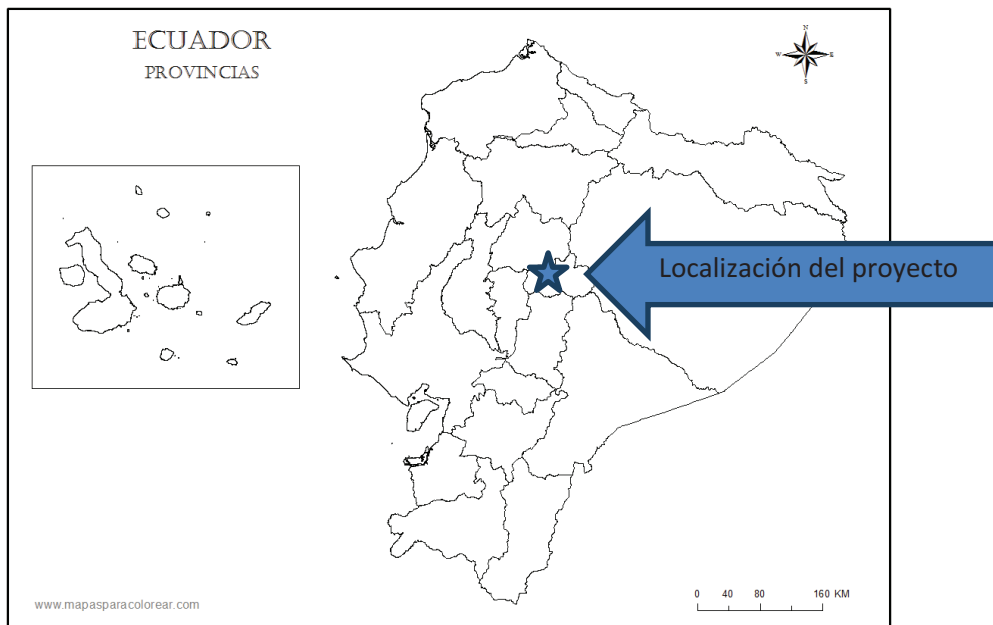 ECUADOR
PROVINCIAS
N
W
E
S
Localización del proyecto
www.mapasparacolorear.com
0 40 80 160 KM